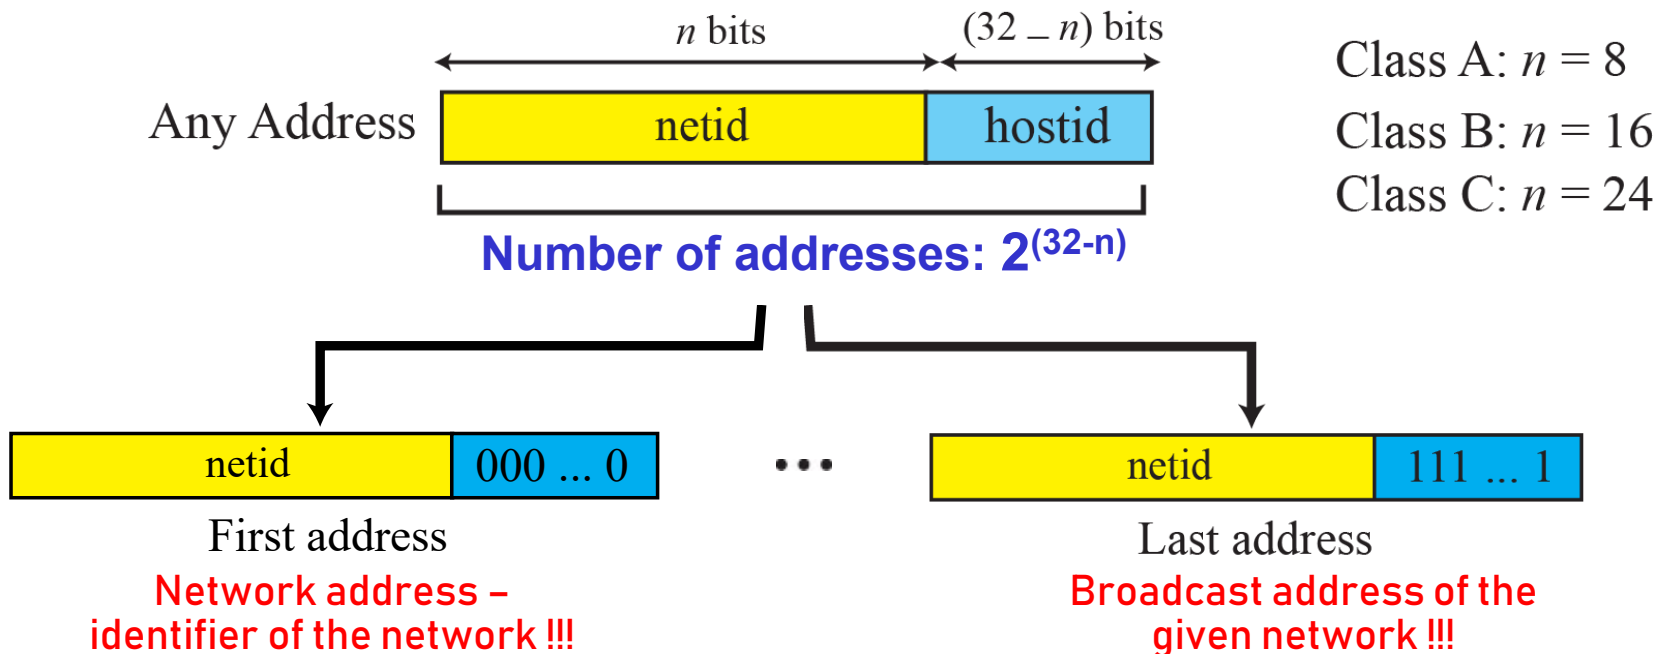 n bits
(32 – n) bits
Class A: n = 8
Any Address
netid
hostid
Class B: n = 16
Class C: n = 24
Number of addresses: 2^(32-n)
netid
000 ... 0
...
netid
111 ... 1
First address
Last address
Network address –
identifier of the network !!!
Broadcast address of the
given network !!!